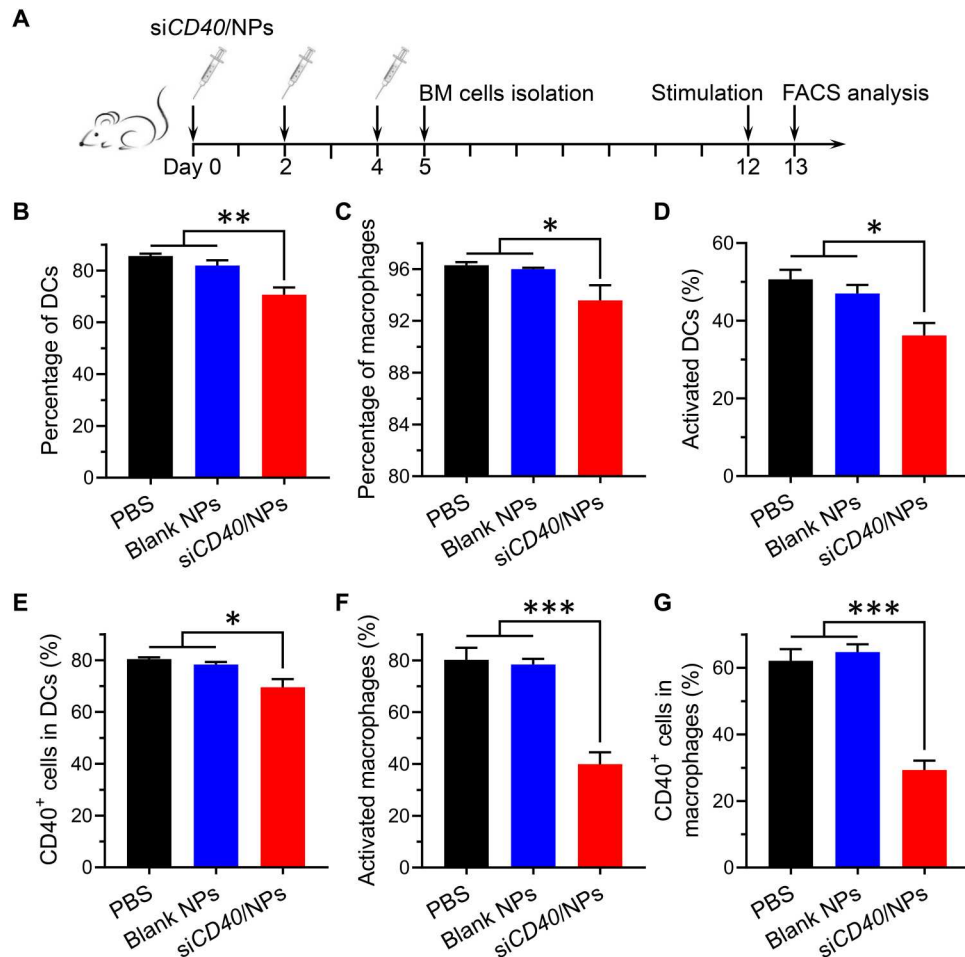 A
siCD40/NPs
BM cells isolation
Stimulation
FACS analysis
Day 0
2
4
5
12
13
B
**
Percentage of DCs
80
60
40
20
0
PBS
Blank NPs
siCD40/NPs
C
*
Percentage of macrophages
96
92
88
84
80
PBS
Blank NPs
siCD40/NPs
D
*
Activated DCs (%)
60
40
20
0
PBS
Blank NPs
siCD40/NPs
E
*
CD40⁺ cells in DCs (%)
80
60
40
20
0
PBS
Blank NPs
siCD40/NPs
F
***
Activated macrophages (%)
80
60
40
20
0
PBS
Blank NPs
siCD40/NPs
G
***
CD40⁺ cells in
macrophages (%)
60
40
20
0
PBS
Blank NPs
siCD40/NPs